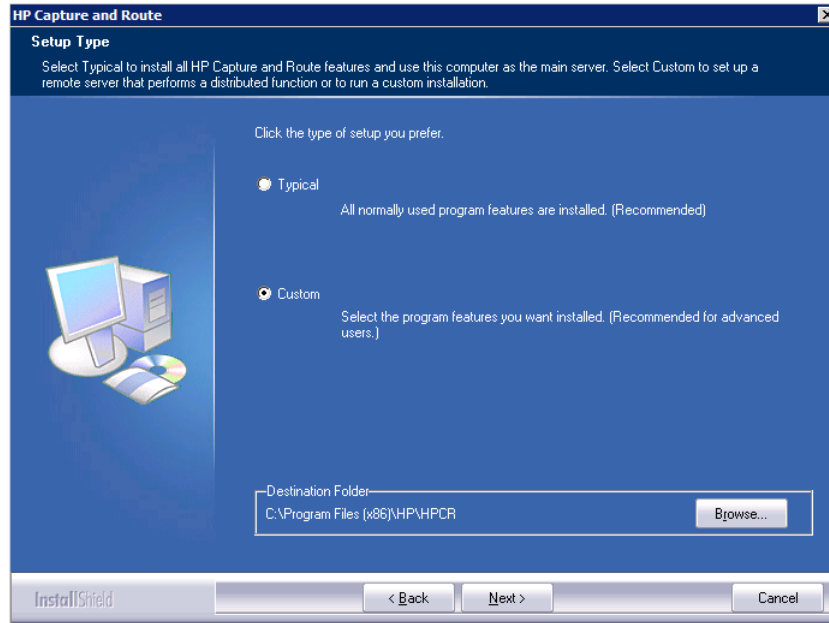 HP Capture and Route
Setup Type
Select Typical to install all HP Capture and Route features and use this computer as the main server. Select Custom to set up a
remote server that performs a distributed function or to run a custom installation.
Click the type of setup you prefer.
Typical
All normally used program features are installed. (Recommended)
Custom
Select the program features you want installed. (Recommended for advanced
users.)
Destination Folder
C:\Program Files (x86)\HP\HPCR
Browse...
InstallShield
< Back
Next >
Cancel